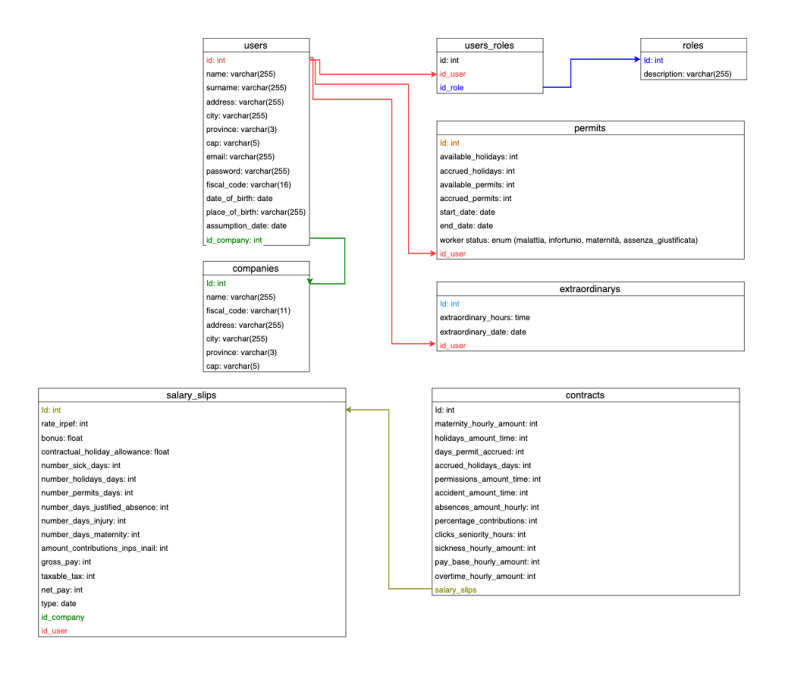 users
id: int
name: varchar(255)
surname: varchar(255)
address: varchar(255)
city: varchar(255)
province: varchar(3)
cap: varchar(5)
email: varchar(255)
password: varchar(255)
fiscal_code: varchar(16)
date_of_birth: date
place_of_birth: varchar(255)
assumption_date: date
id_company: int
users_roles
id: int
id_user
id_role
roles
Id: int
description: varchar(255)
permits
Id: int
available_holidays: int
accrued_holidays: int
available_permits: int
accrued_permits: int
start_date: date
end_date: date
worker status: enum (malattia, infortunio, maternità, assenza_giustificata)
id_user
companies
Id: int
name: varchar(255)
fiscal_code: varchar(11)
address: varchar(255)
city: varchar(255)
province: varchar(3)
cap: varchar(5)
extraordinarys
Id: int
extraordinary_hours: time
extraordinary_date: date
id_user
salary_slips
Id: int
rate_irpef: int
bonus: float
contractual_holiday_allowance: float
number_sick_days: int
number_holidays_days: int
number_permits_days: int
number_days_justified_absence: int
number_days_injury: int
number_days_maternity: int
amount_contributions_inps_inail: int
gross_pay: int
taxable_tax: int
net_pay: int
type: date
id_company
id_user
contracts
Id: int
maternity_hourly_amount: int
holidays_amount_time: int
days_permit_accrued: int
accrued_holidays_days: int
permissions_amount_time: int
accident_amount_time: int
absences_amount_hourly: int
percentage_contributions: int
clicks_seniority_hours: int
sickness_hourly_amount: int
pay_base_hourly_amount: int
overtime_hourly_amount: int
salary_slips